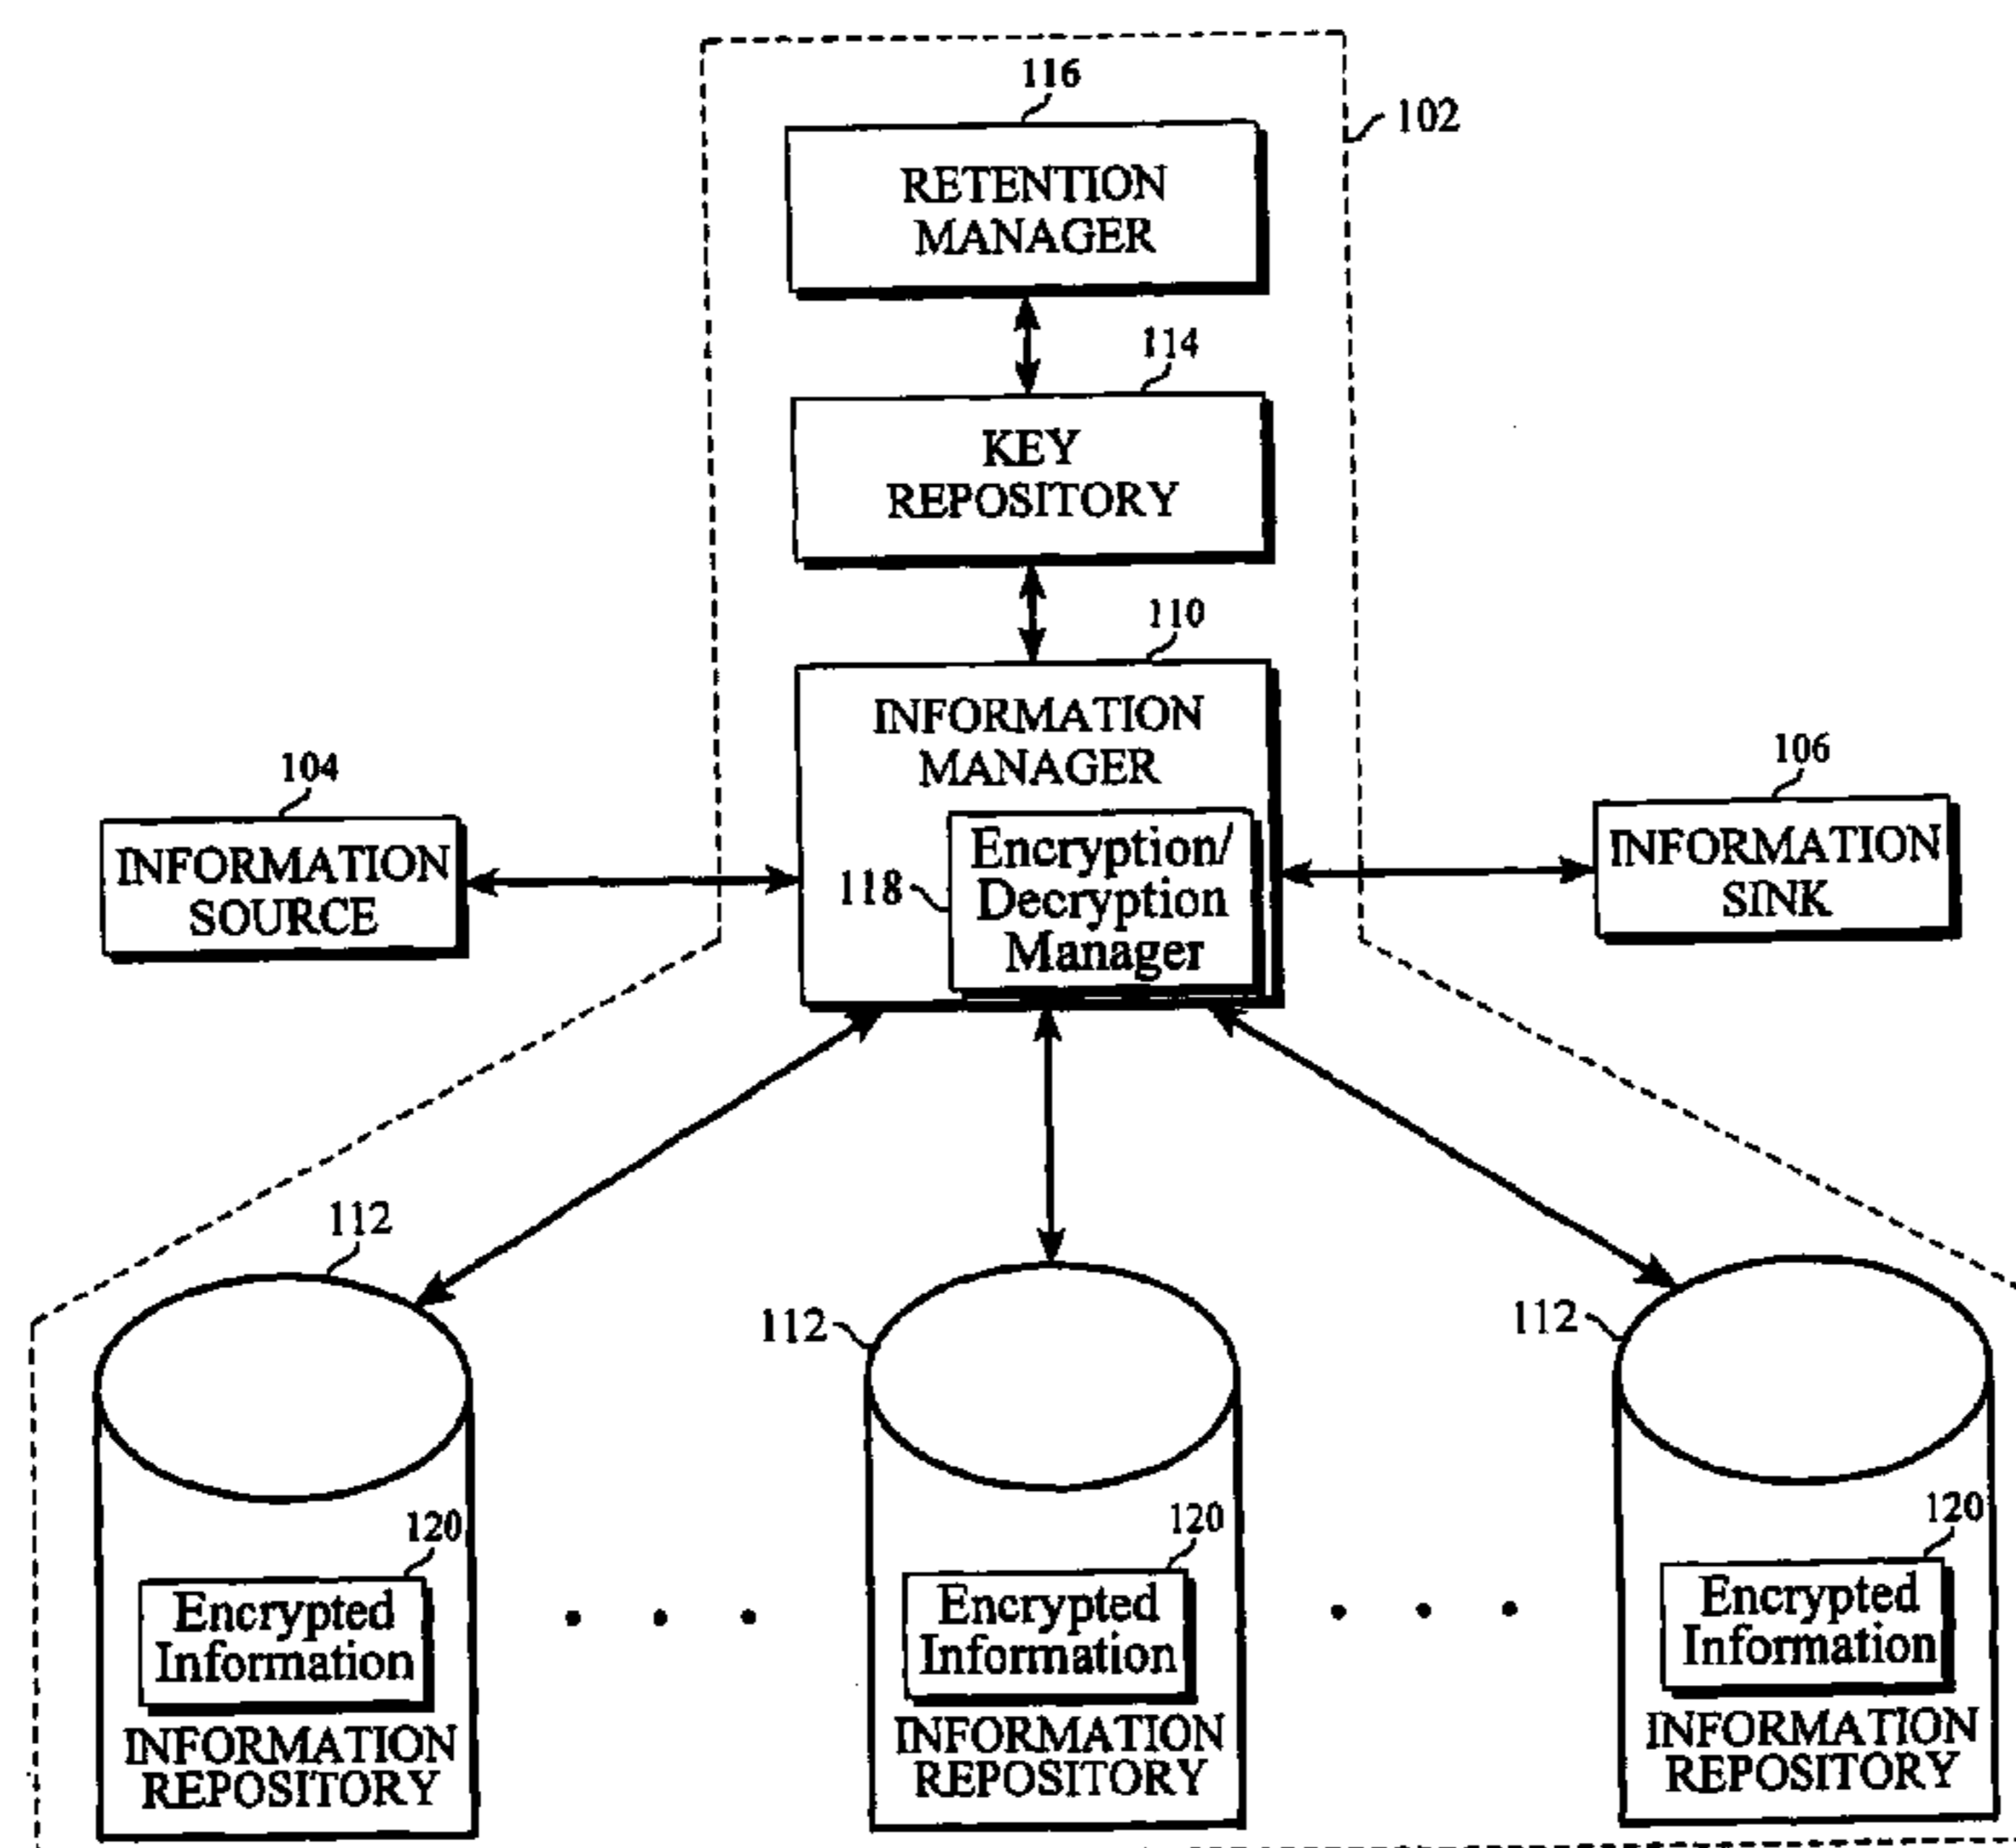 116
102
RETENTION
MANAGER
114
KEY
REPOSITORY
110
INFORMATION
MANAGER
104
106
INFORMATION
SOURCE
118
Encryption/
Decryption
Manager
INFORMATION
SINK
112
112
112
120
120
120
Encrypted
Information
Encrypted
Information
Encrypted
Information
INFORMATION
REPOSITORY
INFORMATION
REPOSITORY
INFORMATION
REPOSITORY